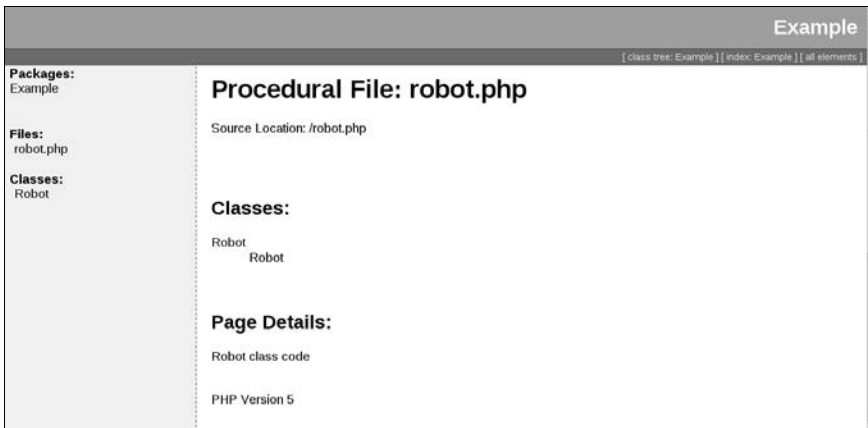 Example
[ class tree: Example ] [ index: Example ] [ all elements ]
Packages:
Example
Files:
robot.php
Classes:
Robot
Procedural File: robot.php
Source Location: /robot.php
Classes:
Robot
Robot
Page Details:
Robot class code
PHP Version 5